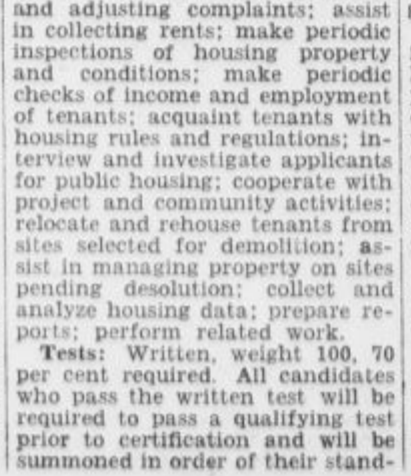 and adjusting complaints; assist
in collecting rents; make periodic
inspections of housing property
and conditions; make periodic
checks of income and employment
of tenants; acquaint tenants with
housing rules and regulations; in-
terview and investigate applicants
for public housing; cooperate with
project and community activities;
relocate and rehouse tenants from
sites selected for demolition; as-
sist in managing property on sites
pending desolution; collect and
analyze housing data; prepare re-
ports; perform related work.
Tests: Written, weight 100, 70
per cent required. All candidates
who pass the written test will be
required to pass a qualifying test
prior to certification and will be
summoned in order of their stand-